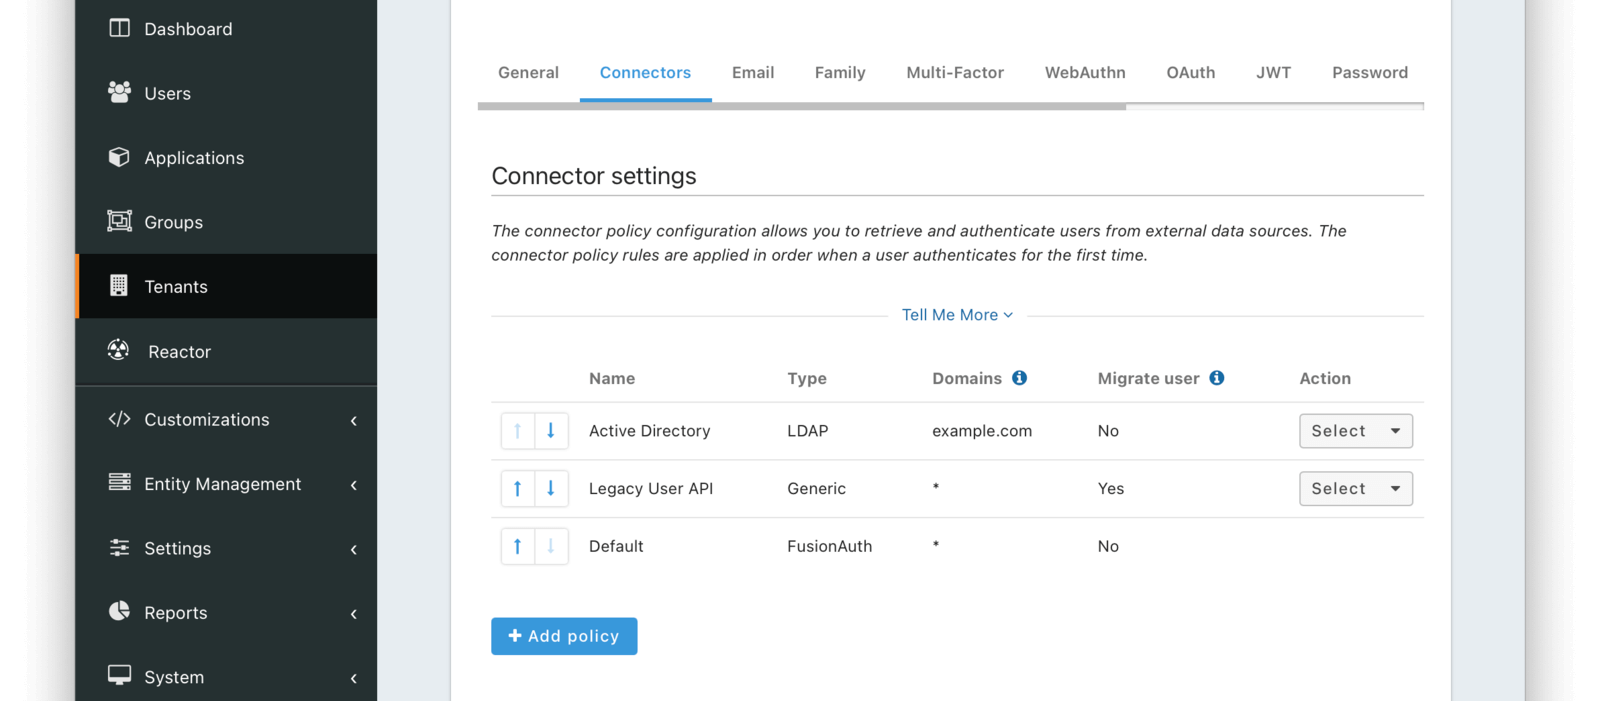 Dashboard
Users
Applications
Groups
Tenants
Reactor
Customizations
Entity Management
Settings
Reports
System
General Connectors Email Family Multi-Factor WebAuthn OAuth JWT Password
Connector settings
The connector policy configuration allows you to retrieve and authenticate users from external data sources. The
connector policy rules are applied in order when a user authenticates for the first time.
Tell Me More
Name Type Domains Migrate user Action
Active Directory LDAP example.com No Select
Legacy User API Generic * Yes Select
Default FusionAuth * No
+ Add policy